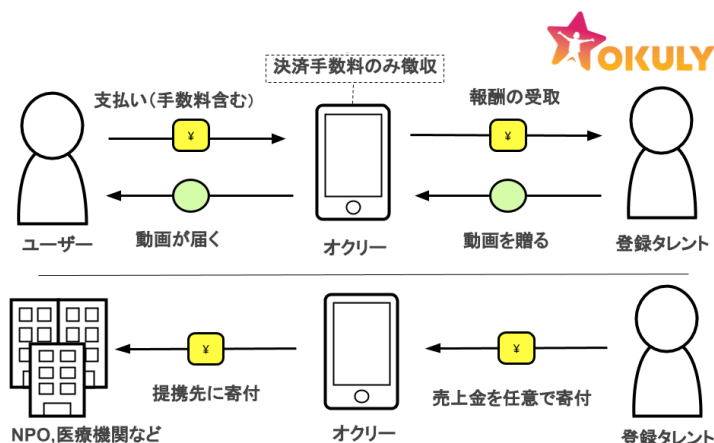 OKULY
決済手数料のみ徴収
支払い(手数料含む)
報酬の受取
¥
¥
ユーザー
動画が届く
オクリー
動画を贈る
登録タレント
¥
¥
提携先に寄付
売上金を任意で寄付
NPO,医療機関など
オクリー
登録タレント